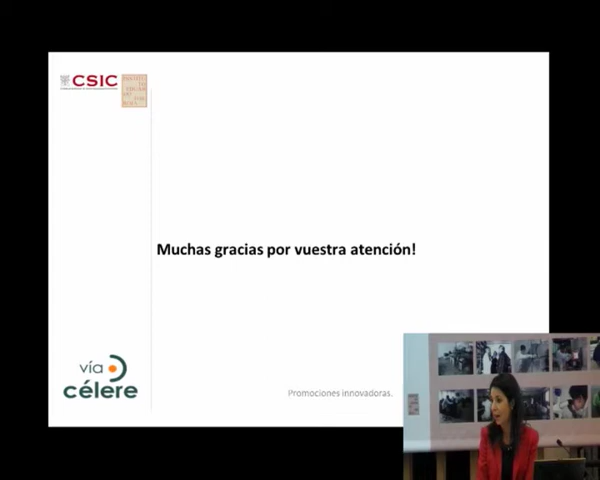 CSIC
Muchas gracias por vuestra atención!
vía
célere
Promociones innovadoras.